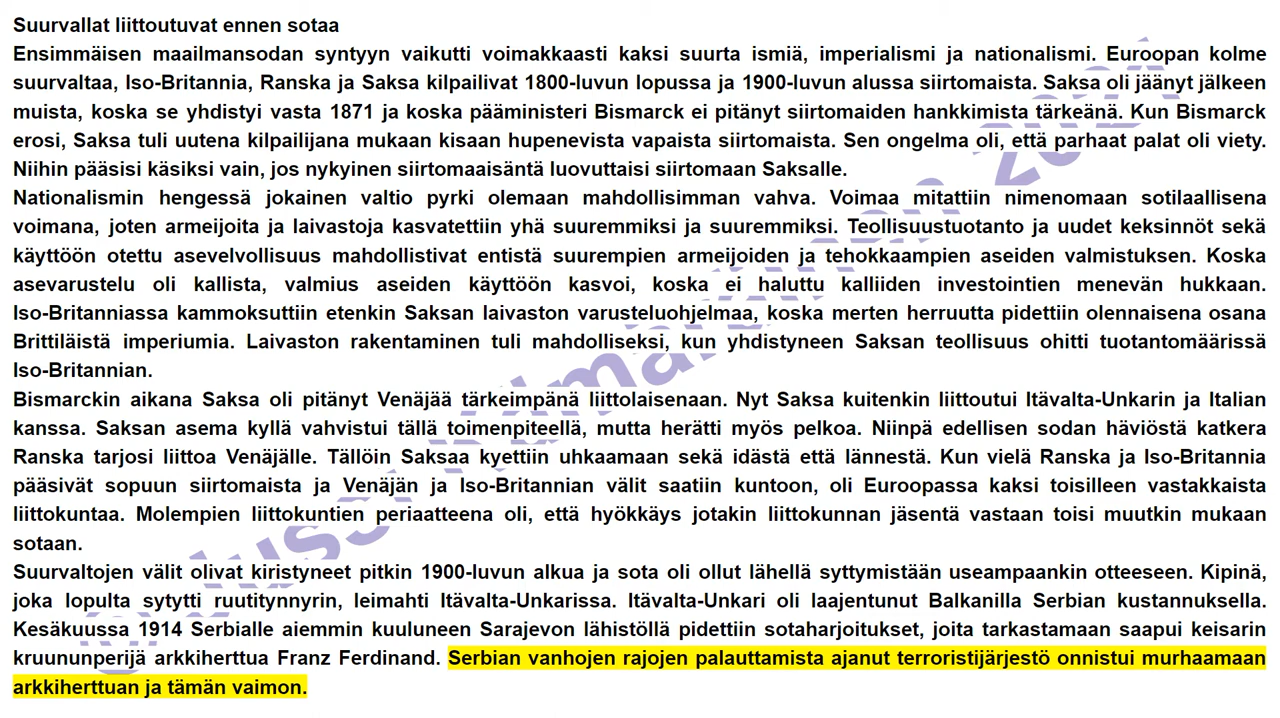 Suurvallat liittoutuvat ennen sotaa
Ensimmäisen maailmansodan syntyyn vaikutti voimakkaasti kaksi suurta ismiä, imperialismi ja nationalismi. Euroopan kolme
suurvaltaa, Iso-Britannia, Ranska ja Saksa kilpailivat 1800-luvun lopussa ja 1900-luvun alussa siirtomaista. Saksa oli jäänyt jälkeen
muista, koska se yhdistyi vasta 1871 ja koska pääministeri Bismarck ei pitänyt siirtomaiden hankkimista tärkeänä. Kun Bismarck
erosi, Saksa tuli uutena kilpailijana mukaan kisaan hupenevista vapaista siirtomaista. Sen ongelma oli, että parhaat palat oli viety.
Niihin pääsisi käsiksi vain, jos nykyinen siirtomaaisäntä luovuttaisi siirtomaan Saksalle.
Nationalismin hengessä jokainen valtio pyrki olemaan mahdollisimman vahva. Voimaa mitattiin nimenomaan sotilaallisena
voimana, joten armeijoita ja laivastoja kasvatettiin yhä suuremmiksi ja suuremmiksi. Teollisuustuotanto ja uudet keksinnöt sekä
käyttöön otettu asevelvollisuus mahdollistivat entistä suurempien armeijoiden ja tehokkaampien aseiden valmistuksen. Koska
asevarustelu oli kallista, valmius aseiden käyttöön kasvoi, koska ei haluttu kalliiden investointien menevän hukkaan.
Iso-Britanniassa kammoksuttiin etenkin Saksan laivaston varusteluohjelmaa, koska merten herruutta pidettiin olennaisena osana
Brittiläistä imperiumia. Laivaston rakentaminen tuli mahdolliseksi, kun yhdistyneen Saksan teollisuus ohitti tuotantomäärissä
Iso-Britannian.
Bismarckin aikana Saksa oli pitänyt Venäjää tärkeimpänä liittolaisenaan. Nyt Saksa kuitenkin liittoutui Itävalta-Unkarin ja Italian
kanssa. Saksan asema kyllä vahvistui tällä toimenpiteellä, mutta herätti myös pelkoa. Niinpä edellisen sodan häviöstä katkera
Ranska tarjosi liittoa Venäjälle. Tällöin Saksaa kyettiin uhkaamaan sekä idästä että lännestä. Kun vielä Ranska ja Iso-Britannia
pääsivät sopuun siirtomaista ja Venäjän ja Iso-Britannian välit saatiin kuntoon, oli Euroopassa kaksi toisilleen vastakkaista
liittokuntaa. Molempien liittokuntien periaatteena oli, että hyökkäys jotakin liittokunnan jäsentä vastaan toisi muutkin mukaan
sotaan.
Suurvaltojen välit olivat kiristyneet pitkin 1900-luvun alkua ja sota oli ollut lähellä syttymistään useampaankin otteeseen. Kipinä,
joka lopulta sytytti ruutitynnyrin, leimahti Itävalta-Unkarissa. Itävalta-Unkari oli laajentunut Balkanilla Serbian kustannuksella.
Kesäkuussa 1914 Serbialle aiemmin kuuluneen Sarajevon lähistöllä pidettiin sotaharjoitukset, joita tarkastamaan saapui keisarin
kruununperijä arkkiherttua Franz Ferdinand. Serbian vanhojen rajojen palauttamista ajanut terroristijärjestö onnistui murhaamaan
arkkiherttuan ja tämän vaimon.